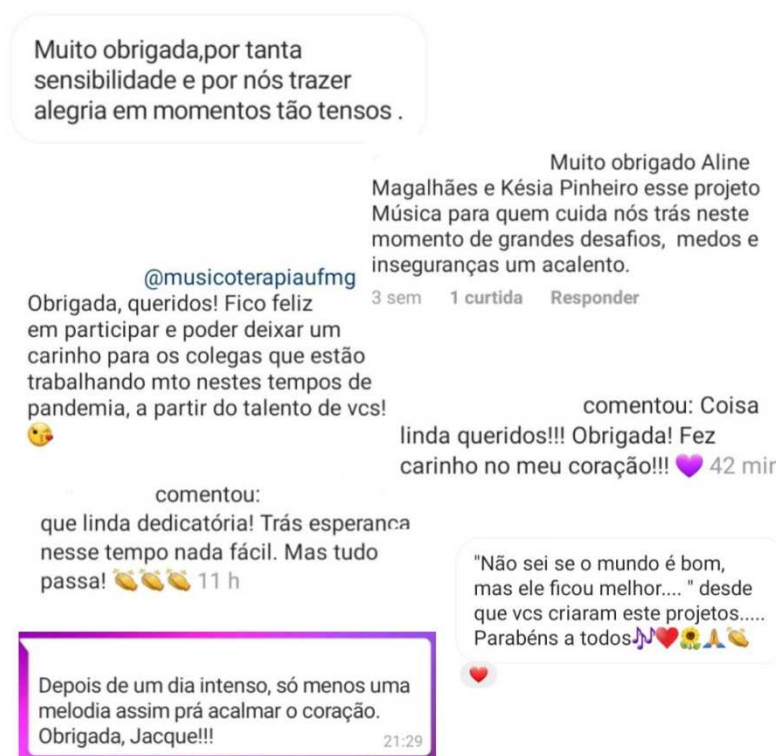 Muito obrigada,por tanta
sensibilidade e por nós trazer
alegria em momentos tão tensos .
Muito obrigado Aline
Magalhães e Késia Pinheiro esse projeto
Música para quem cuida nós trás neste
momento de grandes desafios, medos e
inseguranças um acalento.
3 sem 1 curtida Responder
@musicoterapiaufmg
Obrigada, queridos! Fico feliz
em participar e poder deixar um
carinho para os colegas que estão
trabalhando mto nestes tempos de
pandemia, a partir do talento de vcs!
😘
comentou: Coisa
linda queridos!!! Obrigada! Fez
carinho no meu coração!!! 💜 42 min
comentou:
que linda dedicatória! Trás esperança
nesse tempo nada fácil. Mas tudo
passa! 👏👏👏 11 h
"Não sei se o mundo é bom,
mas ele ficou melhor.... " desde
que vcs criaram este projetos.....
Parabéns a todos🎶❤️🌻🙏👏
❤️
Depois de um dia intenso, só menos uma
melodia assim prá acalmar o coração.
Obrigada, Jacque!!!
21:29